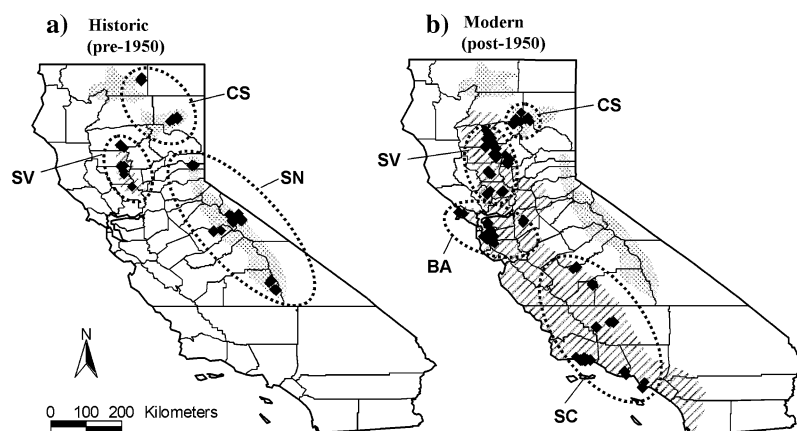 a) Historic
(pre-1950)
CS
SV
SN
N
0 100 200 Kilometers
b) Modern
(post-1950)
CS
SV
BA
SC